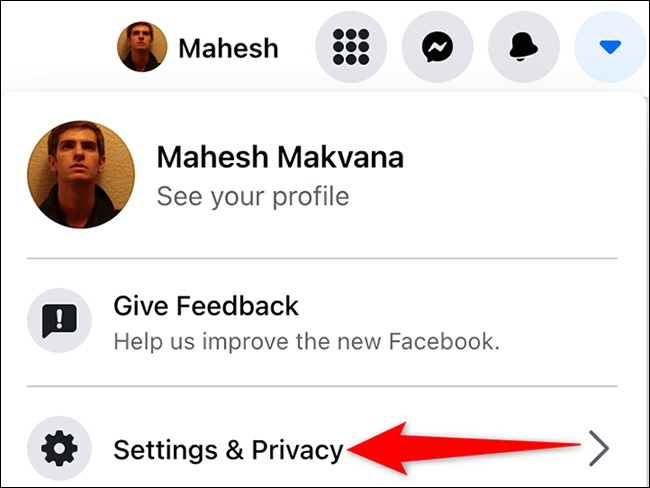 Mahesh
Mahesh Makvana
See your profile
Give Feedback
Help us improve the new Facebook.
Settings & Privacy